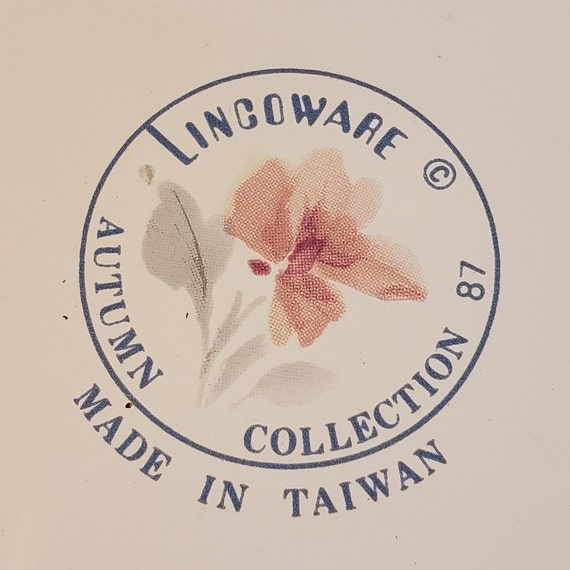 LINCOWARE ©
AUTUMN COLLECTION 87
MADE IN TAIWAN